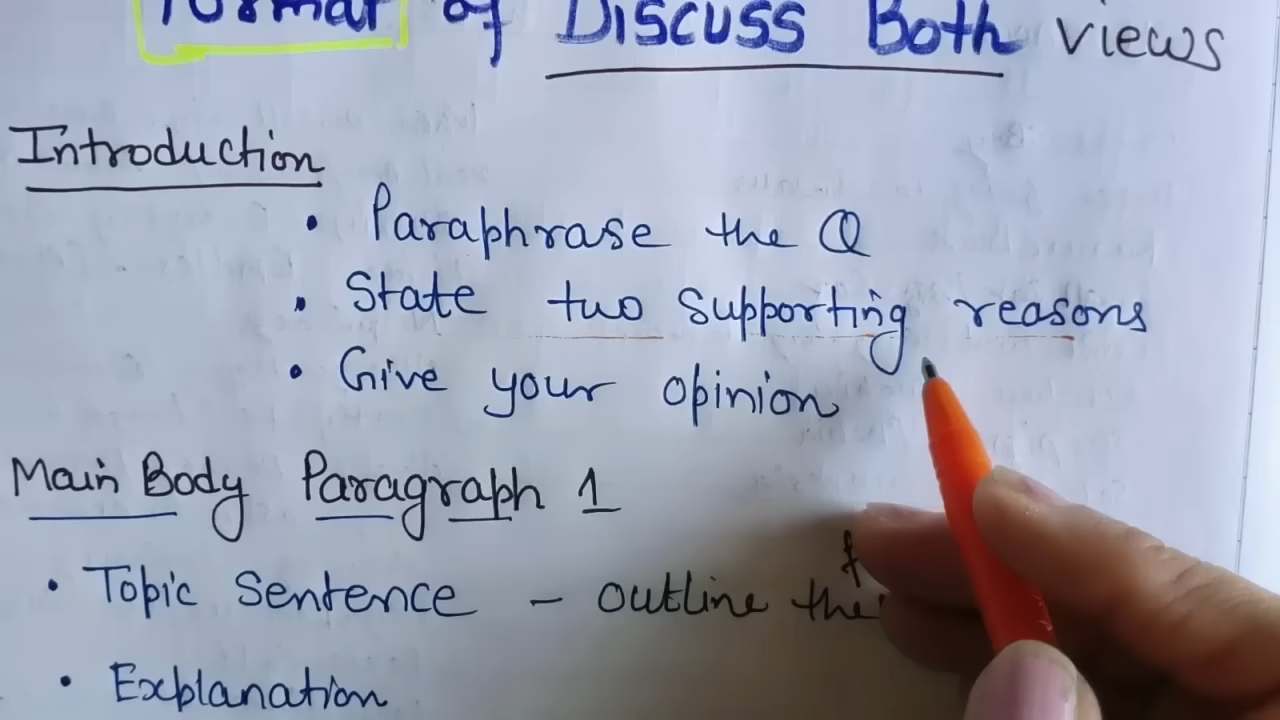 Format of DISCUSS Both views
Introduction
• Paraphrase the Q
• State two supporting reasons
• Give your opinion
Main Body Paragraph 1
• Topic Sentence - outline the
• Explanation